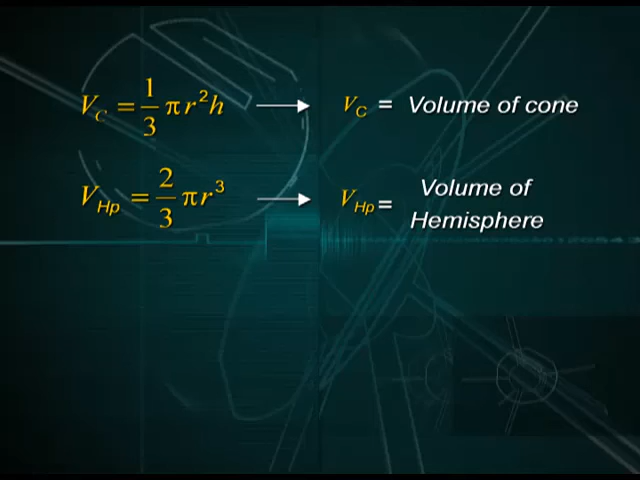 V_C = 1/3 πr²h → V_C = Volume of cone
V_Hp = 2/3 πr³ → V_Hp = Volume of
Hemisphere